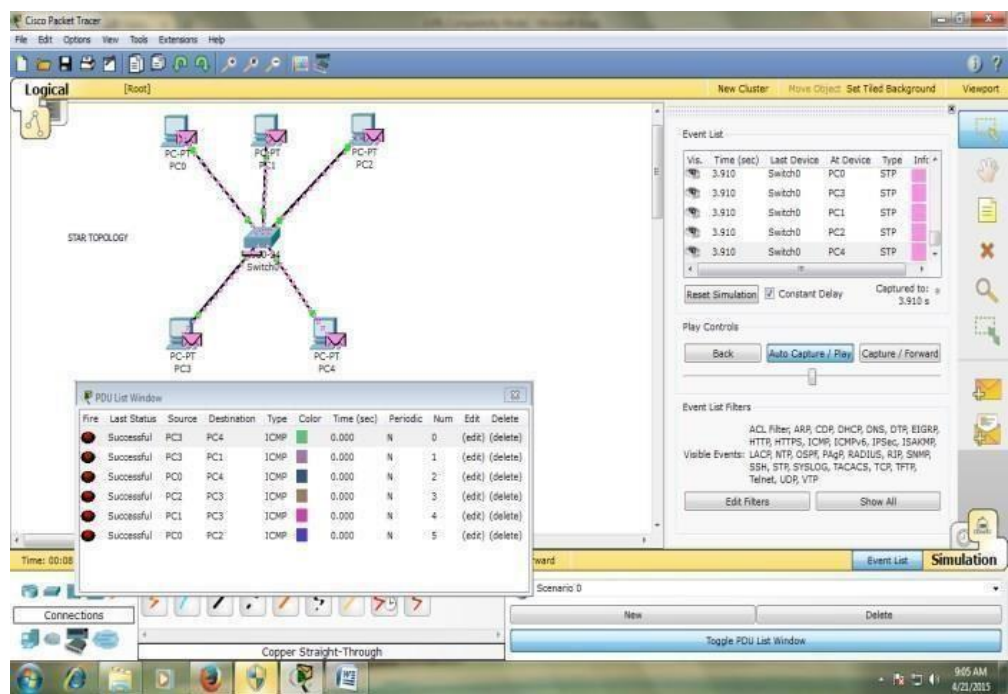 Cisco Packet Tracer
File Edit Options View Tools Extensions Help
Logical [Root] New Cluster Move Object Set Tiled Background Viewport
PC-PT
PC0
PC-PT
PC1
PC-PT
PC2
STAR TOPOLOGY
Switch0
PC-PT
PC3
PC-PT
PC4
Event List
Vis. Time (sec) Last Device At Device Type Info
3.910 Switch0 PC0 STP
3.910 Switch0 PC3 STP
3.910 Switch0 PC1 STP
3.910 Switch0 PC2 STP
3.910 Switch0 PC4 STP
Reset Simulation Constant Delay Captured to:
3.910 s
Play Controls
Back Auto Capture / Play Capture / Forward
Event List Filters
Visible Events:
ACL Filter, ARP, CDP, DHCP, DNS, DTP, EIGRP,
HTTP, HTTPS, ICMP, ICMPv6, IPSec, ISAKMP,
LACP, NTP, OSPF, PAgP, RADIUS, RIP, SNMP,
SSH, STP, SYSLOG, TACACS, TCP, TFTP,
Telnet, UDP, VTP
Edit Filters Show All
PDU List Window
Fire Last Status Source Destination Type Color Time (sec) Periodic Num Edit Delete
Successful PC3 PC4 ICMP 0.000 N 0 (edit) (delete)
Successful PC3 PC1 ICMP 0.000 N 1 (edit) (delete)
Successful PC0 PC4 ICMP 0.000 N 2 (edit) (delete)
Successful PC2 PC3 ICMP 0.000 N 3 (edit) (delete)
Successful PC1 PC3 ICMP 0.000 N 4 (edit) (delete)
Successful PC0 PC2 ICMP 0.000 N 5 (edit) (delete)
Time: 00:08 ward Event List Simulation
Scenario 0
New Delete
Toggle PDU List Window
Connections
Copper Straight-Through
9:05 AM
4/21/2015